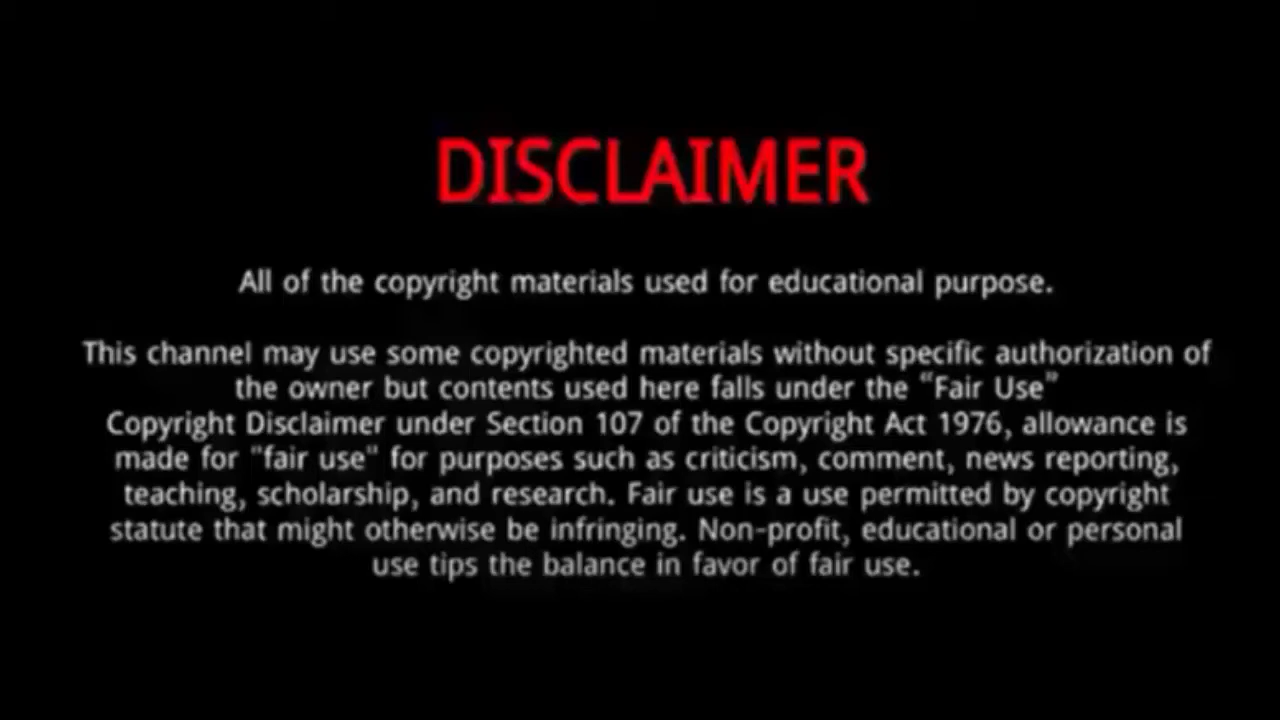 DISCLAIMER
All of the copyright materials used for educational purpose.
This channel may use some copyrighted materials without specific authorization of
the owner but contents used here falls under the “Fair Use”
Copyright Disclaimer under Section 107 of the Copyright Act 1976, allowance is
made for "fair use" for purposes such as criticism, comment, news reporting,
teaching, scholarship, and research. Fair use is a use permitted by copyright
statute that might otherwise be infringing. Non-profit, educational or personal
use tips the balance in favor of fair use.